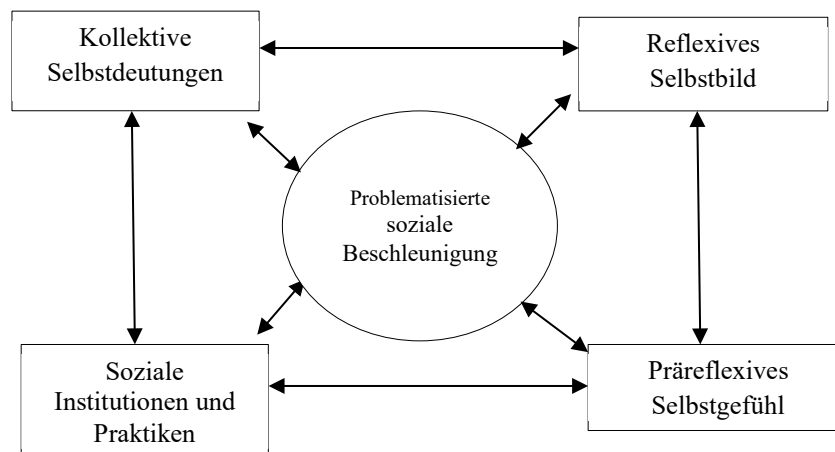 Kollektive
Selbstdeutungen
Reflexives
Selbstbild
Problematisierte
soziale
Beschleunigung
Soziale
Institutionen und
Praktiken
Präreflexives
Selbstgefühl